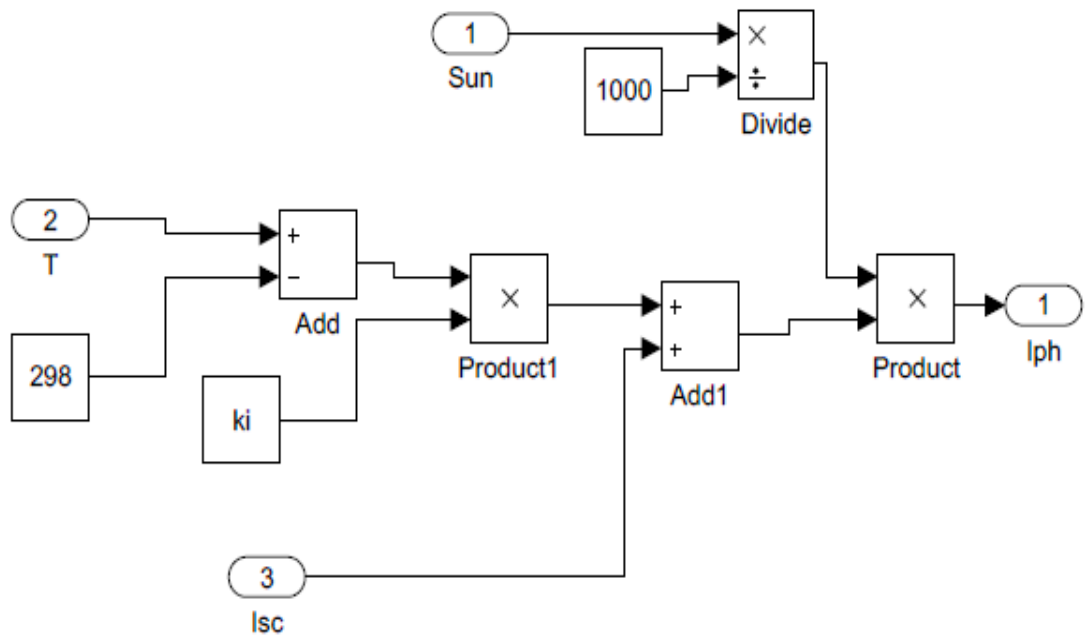 1
Sun
1000
×
÷
Divide
2
T
+
−
Add
298
ki
×
Product1
+
+
Add1
×
Product
1
Iph
3
Isc